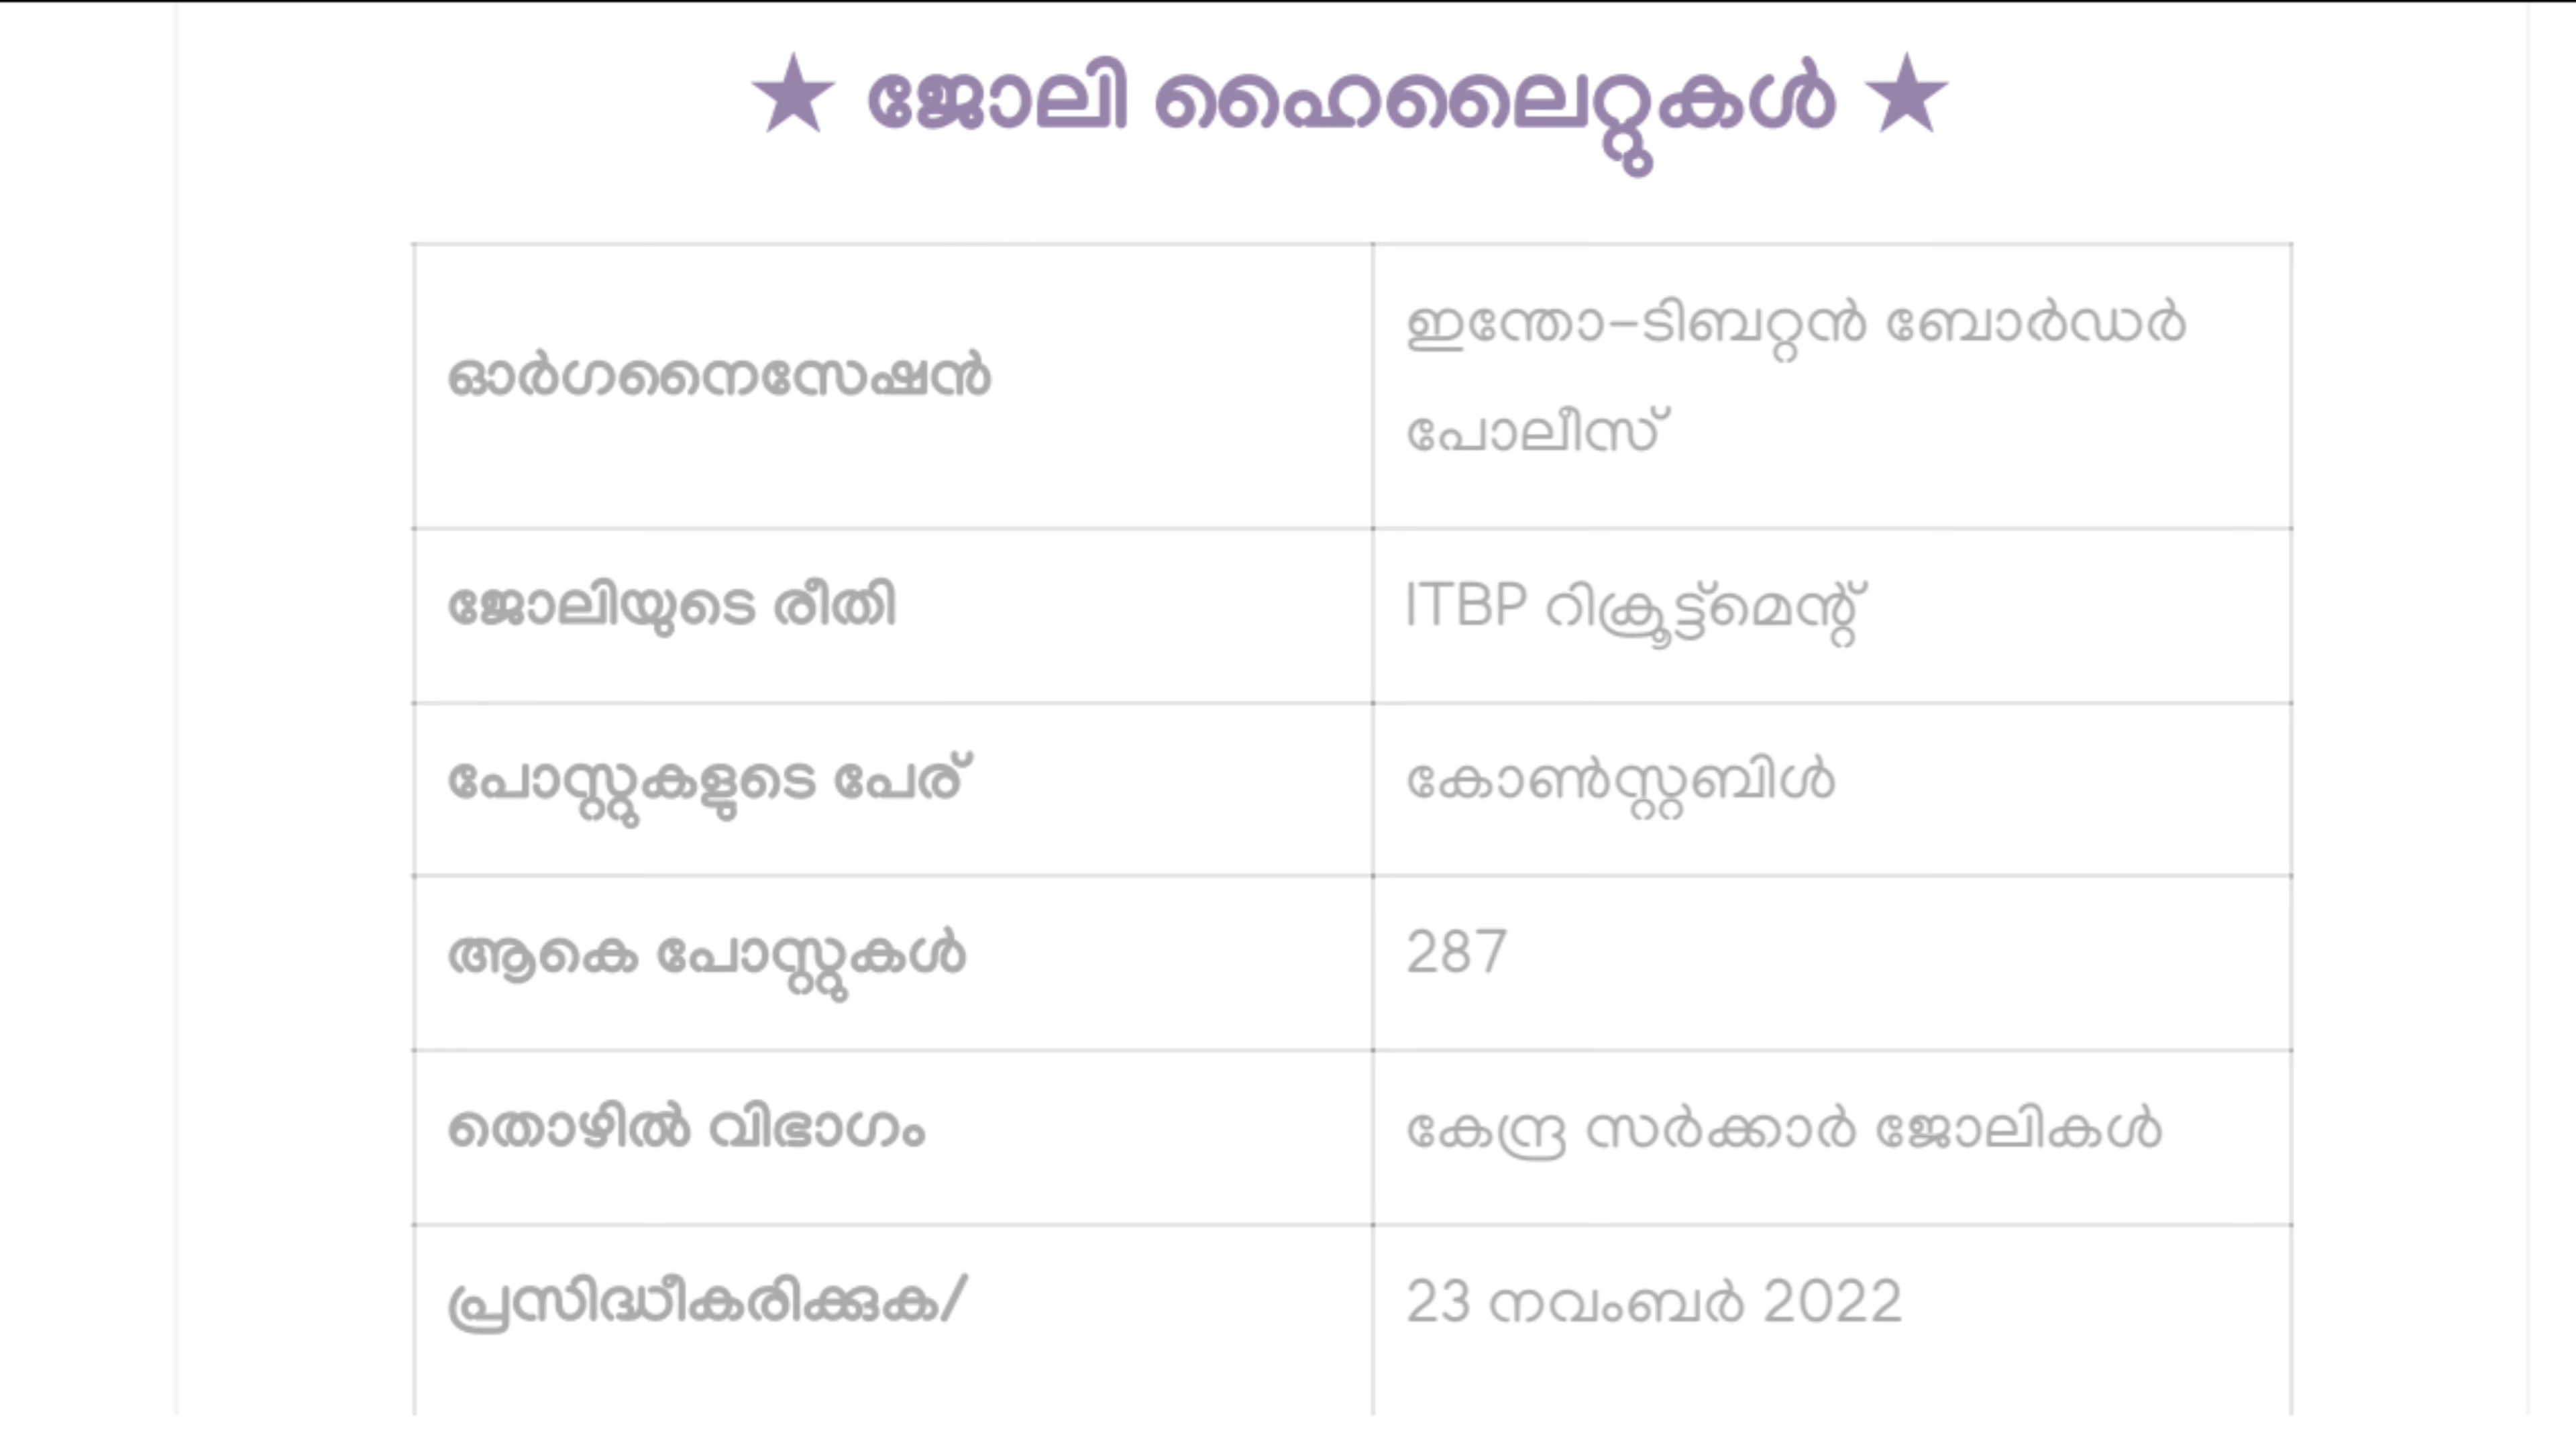 ★ ജോലി ഹൈലൈറ്റുകൾ ★
ഓർഗനൈസേഷൻ
ഇന്തോ-ടിബറ്റൻ ബോർഡർ
പോലീസ്
ജോലിയുടെ രീതി
ITBP റിക്രൂട്ട്മെന്റ്
പോസ്റ്റുകളുടെ പേര്
കോൺസ്റ്റബിൾ
ആകെ പോസ്റ്റുകൾ
287
തൊഴിൽ വിഭാഗം
കേന്ദ്ര സർക്കാർ ജോലികൾ
പ്രസിദ്ധീകരിക്കുക/
23 നവംബർ 2022